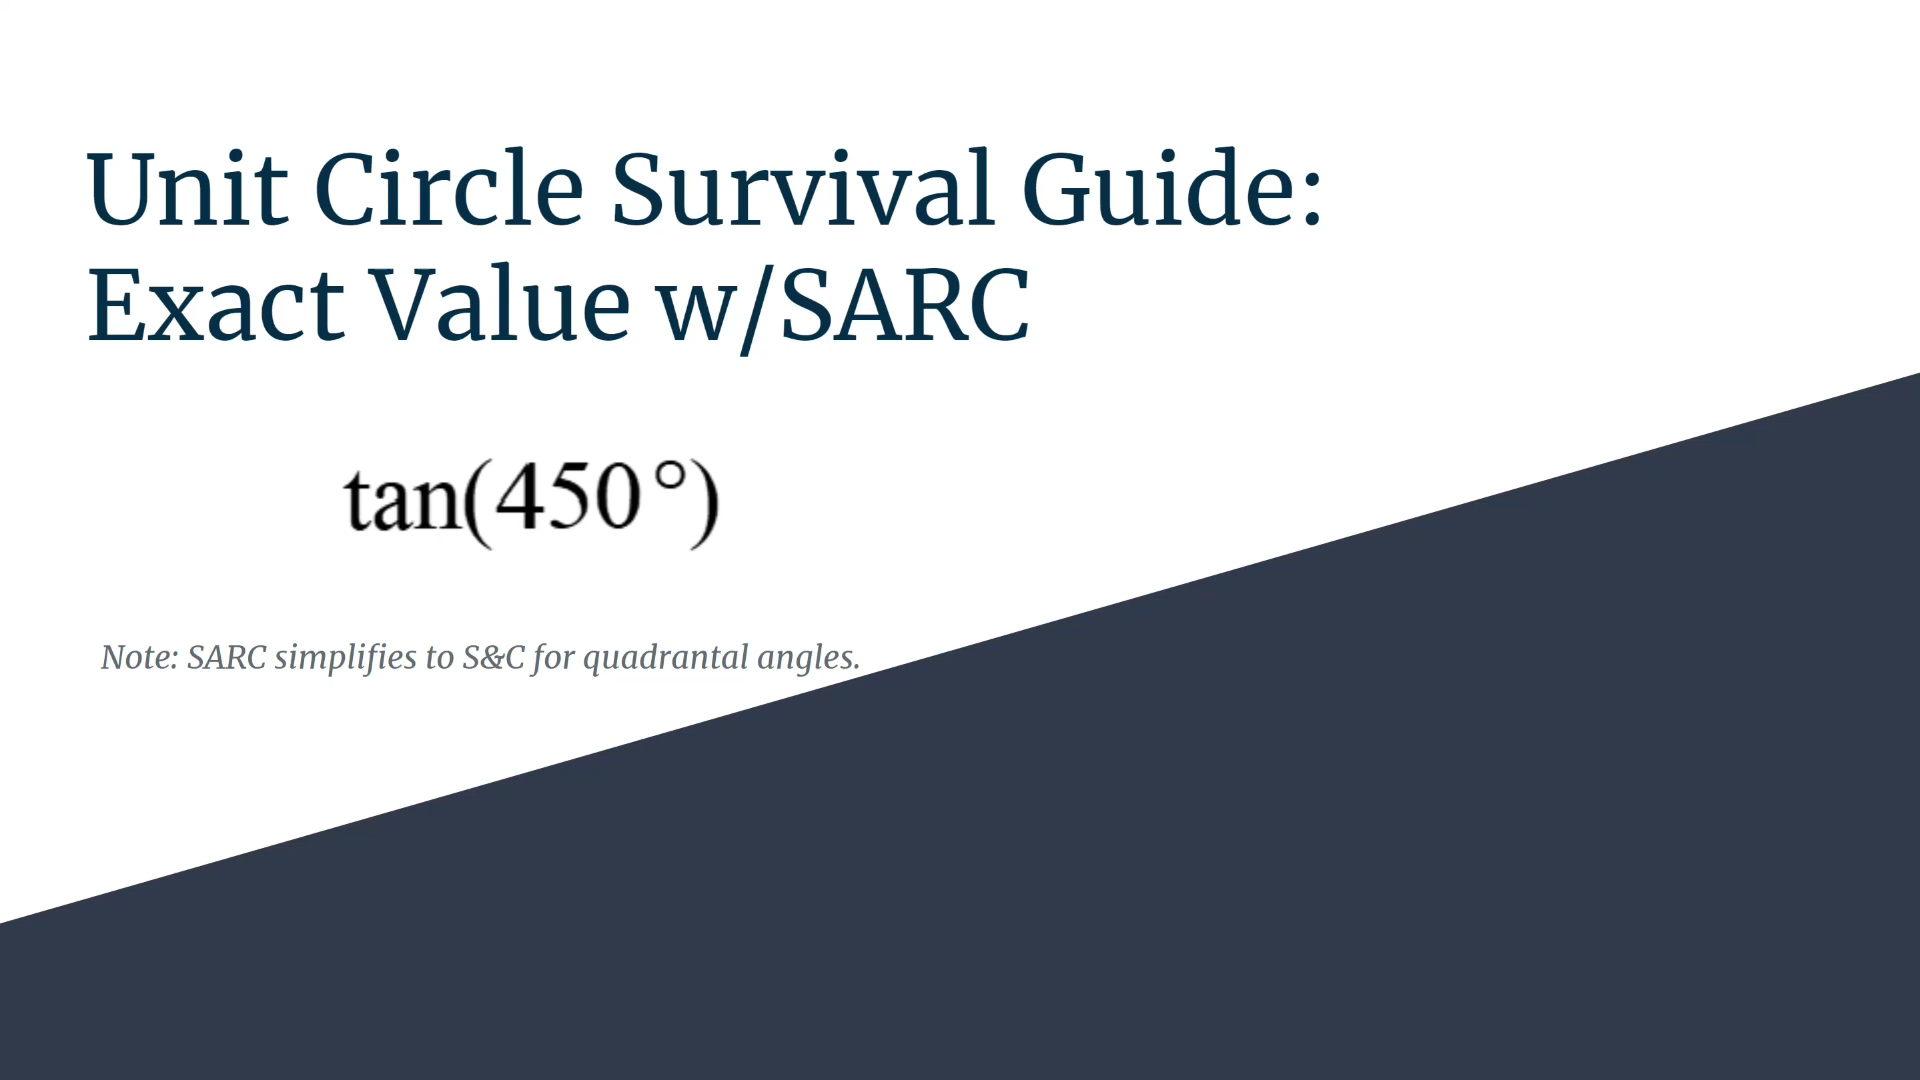 Unit Circle Survival Guide:
Exact Value w/SARC
tan(450°)
Note: SARC simplifies to S&C for quadrantal angles.